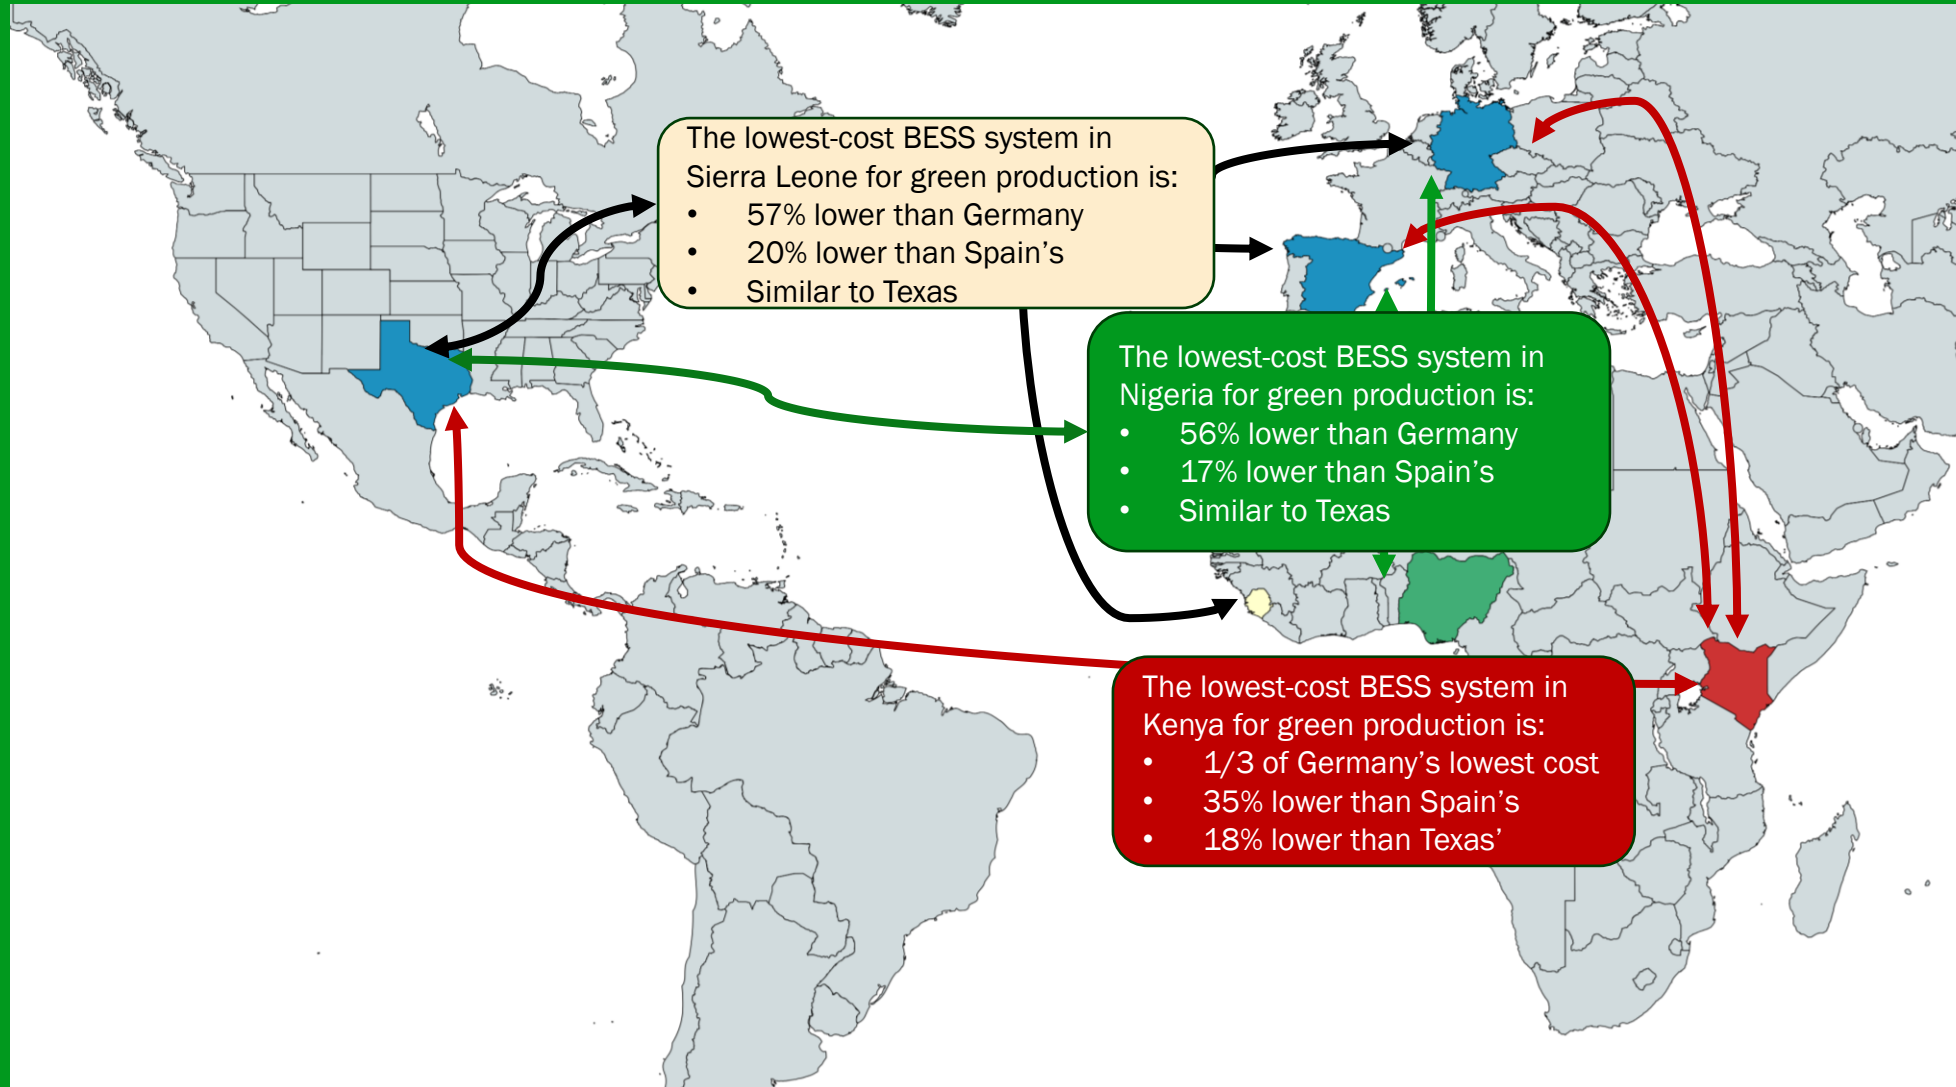 The lowest-cost BESS system in
Sierra Leone for green production is:
• 57% lower than Germany
• 20% lower than Spain’s
• Similar to Texas
The lowest-cost BESS system in
Nigeria for green production is:
• 56% lower than Germany
• 17% lower than Spain’s
• Similar to Texas
The lowest-cost BESS system in
Kenya for green production is:
• 1/3 of Germany’s lowest cost
• 35% lower than Spain’s
• 18% lower than Texas’